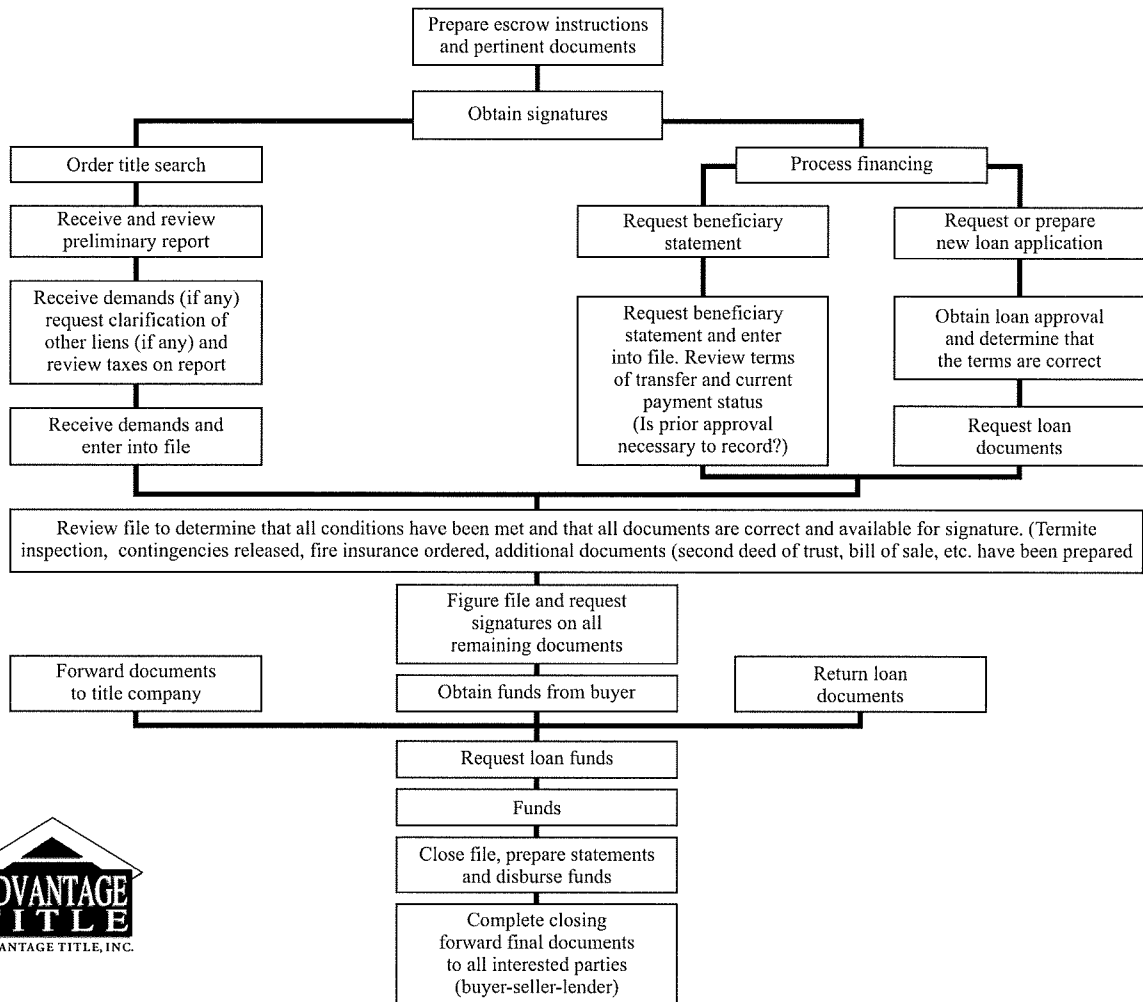 Prepare escrow instructions
and pertinent documents
Obtain signatures
Order title search
Process financing
Receive and review
preliminary report
Request beneficiary
statement
Request or prepare
new loan application
Receive demands (if any)
request clarification of
other liens (if any) and
review taxes on report
Request beneficiary
statement and enter
into file. Review terms
of transfer and current
payment status
(Is prior approval
necessary to record?)
Obtain loan approval
and determine that
the terms are correct
Receive demands and
enter into file
Request loan
documents
Review file to determine that all conditions have been met and that all documents are correct and available for signature. (Termite
inspection, contingencies released, fire insurance ordered, additional documents (second deed of trust, bill of sale, etc. have been prepared
Figure file and request
signatures on all
remaining documents
Forward documents
to title company
Obtain funds from buyer
Return loan
documents
Request loan funds
Funds
Close file, prepare statements
and disburse funds
Complete closing
forward final documents
to all interested parties
(buyer-seller-lender)
DVANTAGE
ITLE
VANTAGE TITLE, INC.